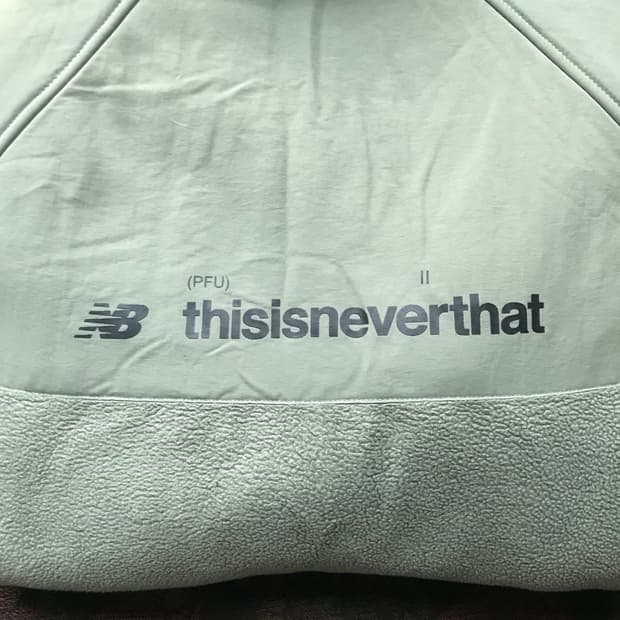 (PFU) II
NB thisisneverthat